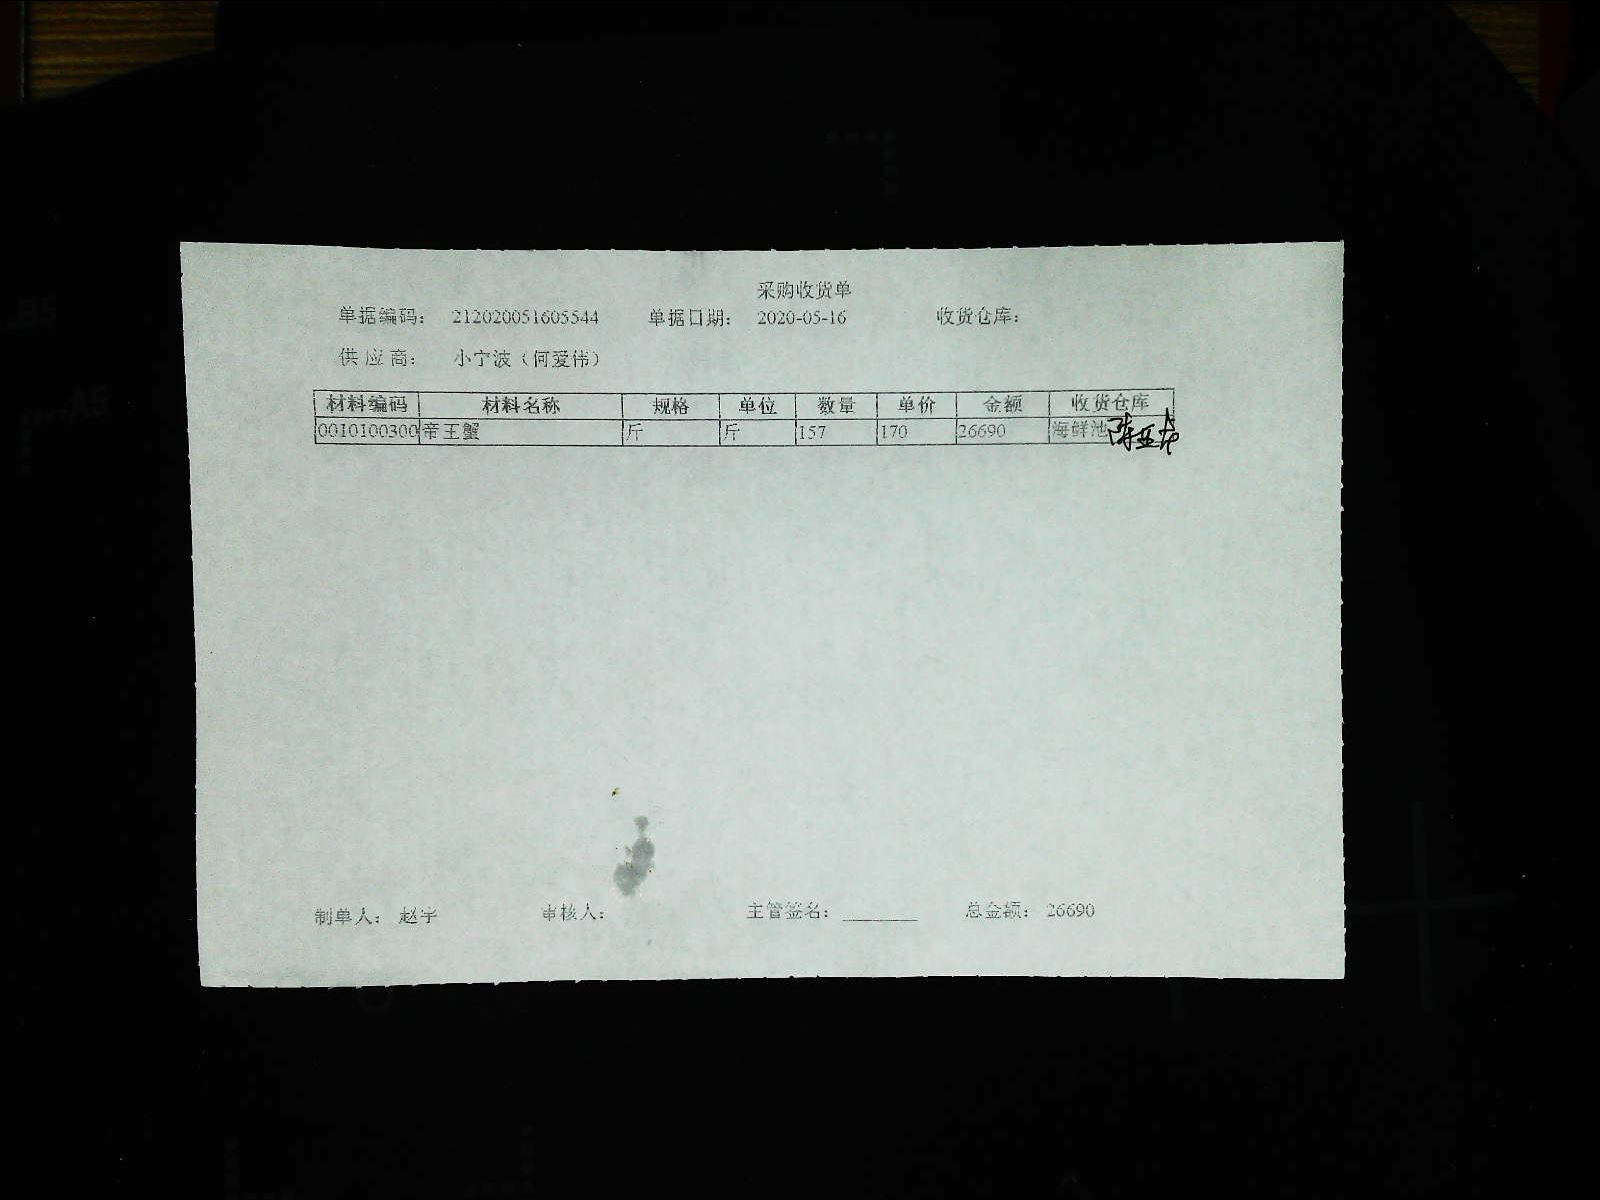 采购收货单
单据编码： 212020051605544 单据日期： 2020-05-16 收货仓库：
供应商： 小宁波（何爱伟）
材料编码 材料名称 规格 单位 数量 单价 金额 收货仓库
0010100300 帝王蟹 斤 斤 157 170 26690 海鲜池
制单人： 赵宇 审核人： 主管签名： ________ 总金额： 26690